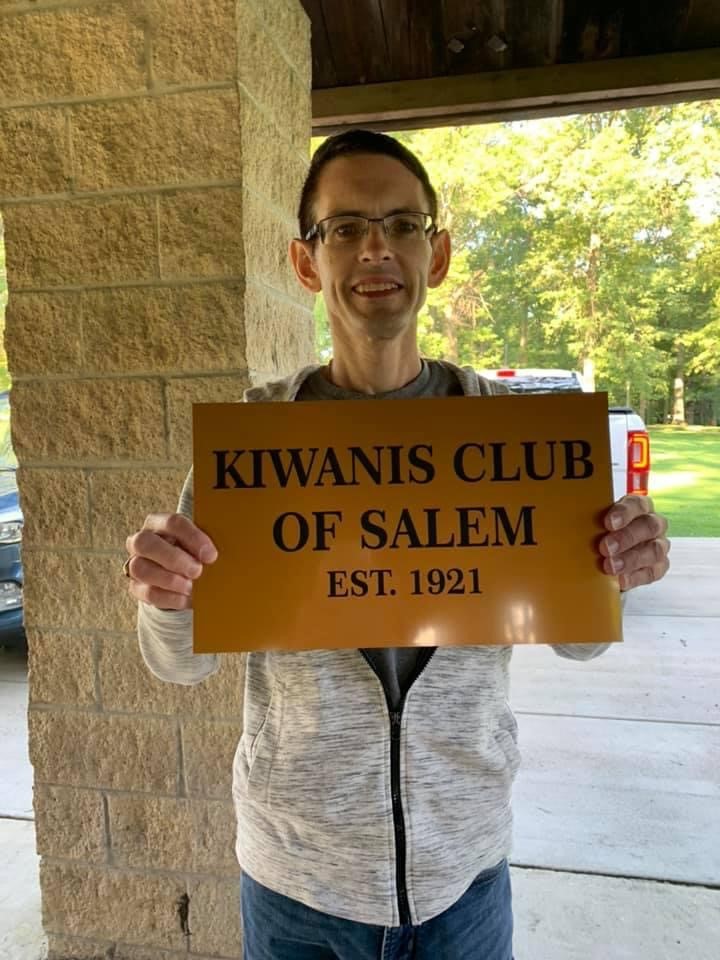 KIWANIS CLUB
OF SALEM
EST. 1921